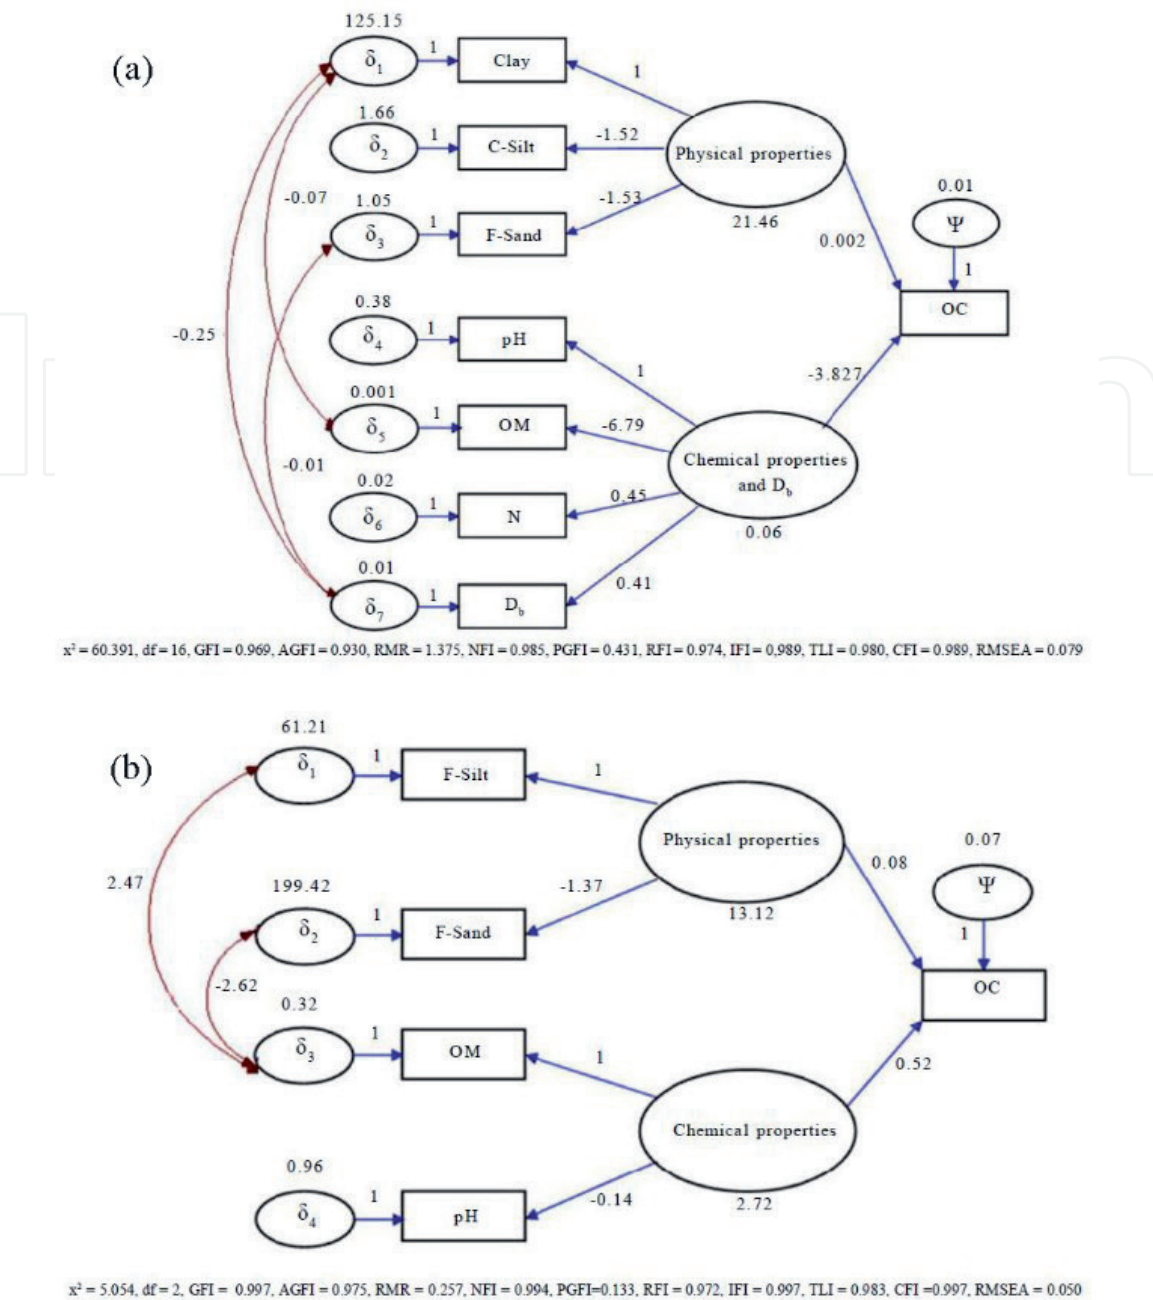 (a)
125.15
δ1
1
Clay
1
1.66
δ2
1
C-Silt
-1.52
Physical properties
21.46
-0.07
1.05
δ3
1
F-Sand
-1.53
0.002
0.01
Ψ
1
OC
-0.25
0.38
δ4
1
pH
1
-3.827
0.001
δ5
1
OM
-6.79
Chemical properties
and Db
0.06
-0.01
0.02
δ6
1
N
0.45
0.01
δ7
1
Db
0.41
x² = 60.391, df = 16, GFI = 0.969, AGFI = 0.930, RMR = 1.375, NFI = 0.985, PGFI = 0.431, RFI = 0.974, IFI = 0,989, TLI = 0.980, CFI = 0.989, RMSEA = 0.079
(b)
61.21
δ1
1
F-Silt
1
Physical properties
13.12
0.08
0.07
Ψ
1
OC
2.47
199.42
δ2
1
F-Sand
-1.37
-2.62
0.32
δ3
1
OM
1
0.52
Chemical properties
2.72
0.96
δ4
1
pH
-0.14
x² = 5.054, df = 2, GFI = 0.997, AGFI = 0.975, RMR = 0.257, NFI = 0.994, PGFI=0.133, RFI = 0.972, IFI = 0.997, TLI = 0.983, CFI =0.997, RMSEA = 0.050